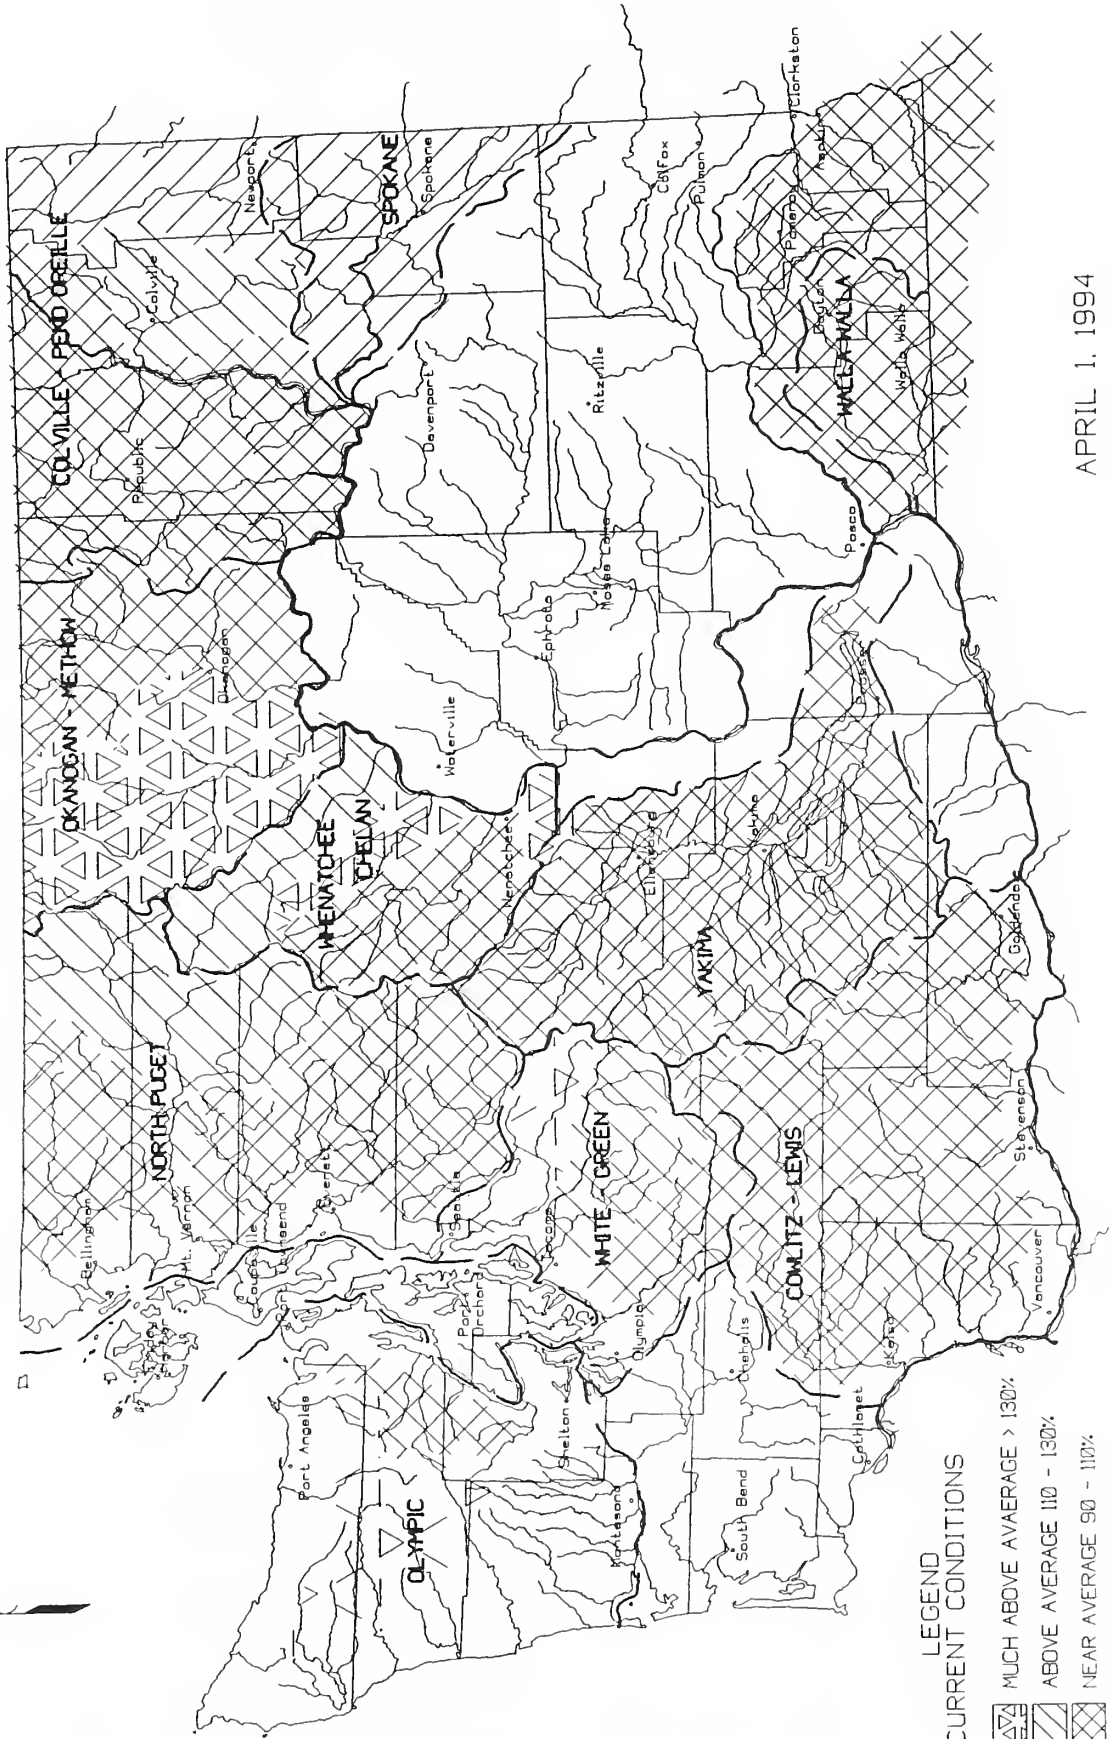 COLVILLE - PEND OREILLE
OKANOGAN - METHOW
NORTH PUGET
SPOKANE
WHENATCHEE
CHELAN
OLYMPIC
WHITE - GREEN
YAKIMA
COWLITZ - LEWIS
WALLA WALLA
Newport
Colville
Republic
Okanogan
Spokane
Davenport
Waterville
Bellingham
Mt. Vernon
Coupeville
Port Townsend
Everett
Seattle
Port Angeles
Port
Orchard
Tacoma
Shelton
Olympia
Montesano
South Bend
Chehalis
Cathlamet
Kelso
Vancouver
Stevenson
Goldendale
Yakima
Ellensburg
Wenatchee
Ephrata
Moses Lake
Ritzville
Colfax
Pulman
Clarkston
Asotin
Pomeroy
Dayton
Walla Walla
Pasco
Prosser
LEGEND
CURRENT CONDITIONS
MUCH ABOVE AVAERAGE > 130%
ABOVE AVERAGE 110 - 130%
NEAR AVERAGE 90 - 110%
APRIL 1, 1994